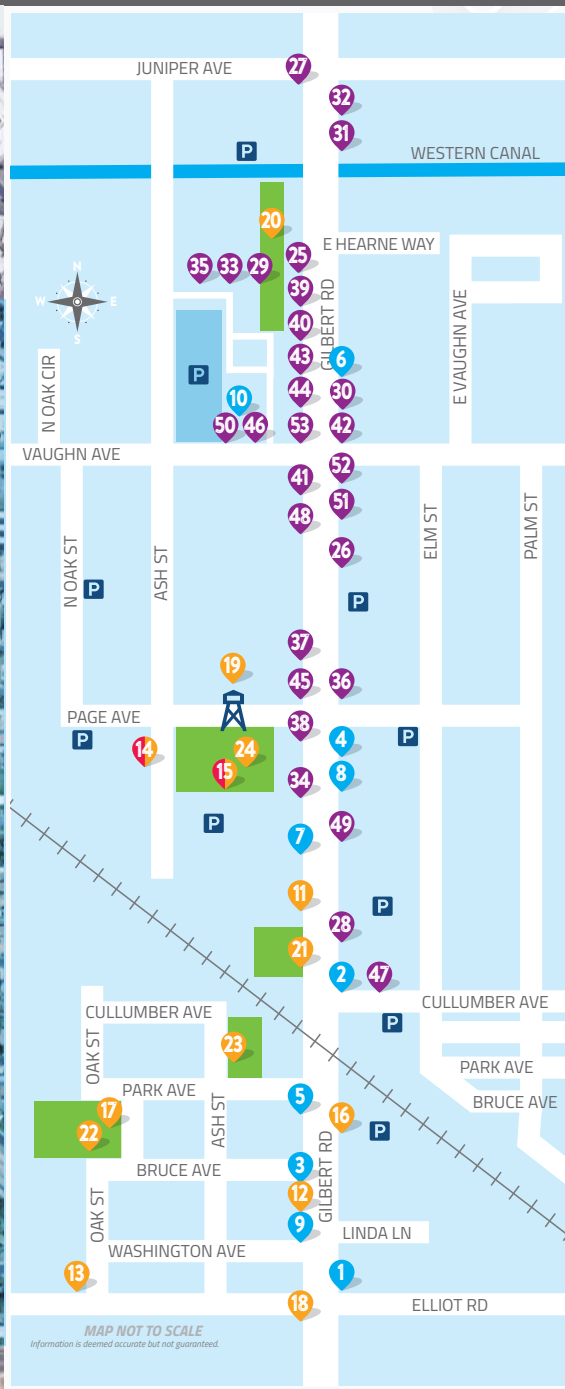 JUNIPER AVE
27
32
31
P
WESTERN CANAL
20
E HEARNE WAY
25
35
33
29
N
W
E
S
39
GILBERT RD
40
E VAUGHN AVE
43
6
N OAK CIR
P
44
30
10
50
46
53
42
VAUGHN AVE
52
41
51
48
ELM ST
PALM ST
N OAK ST
ASH ST
26
P
P
37
19
45
36
PAGE AVE
38
P
14
24
4
P
15
34
8
P
7
49
11
P
28
21
2
47
CULLUMBER AVE
CULLUMBER AVE
P
OAK ST
23
PARK AVE
PARK AVE
5
BRUCE AVE
17
ASH ST
16
P
22
GILBERT RD
BRUCE AVE
3
12
OAK ST
9
LINDA LN
WASHINGTON AVE
13
1
18
ELLIOT RD
MAP NOT TO SCALE
Information is deemed accurate but not guaranteed.